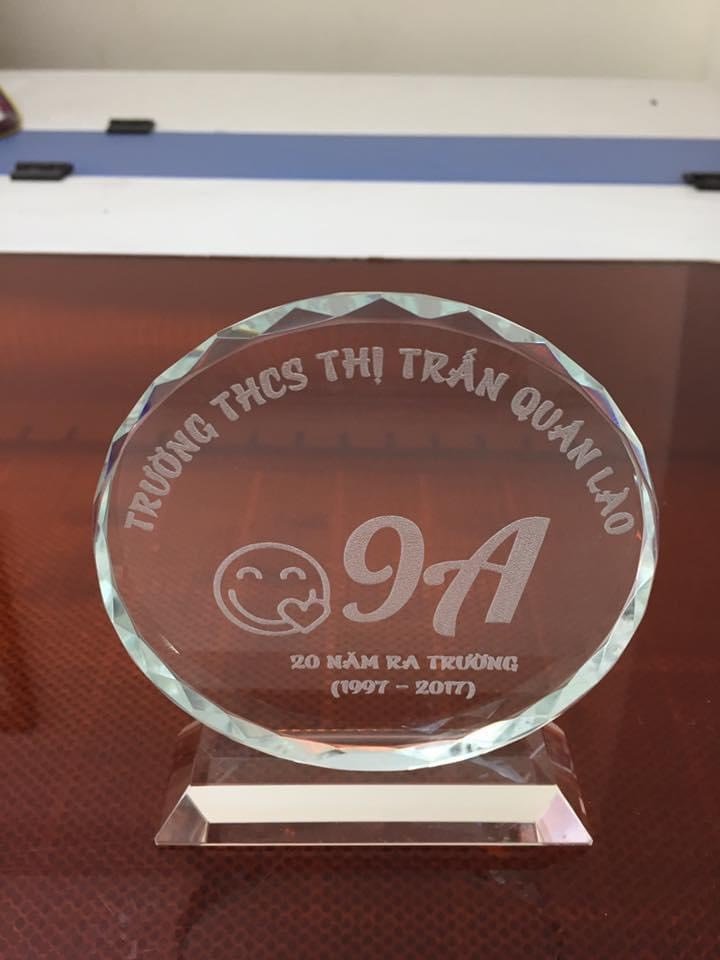 TRƯỜNG THCS THỊ TRẤN QUÁN LÀO
9A
20 NĂM RA TRƯỜNG
(1997 - 2017)